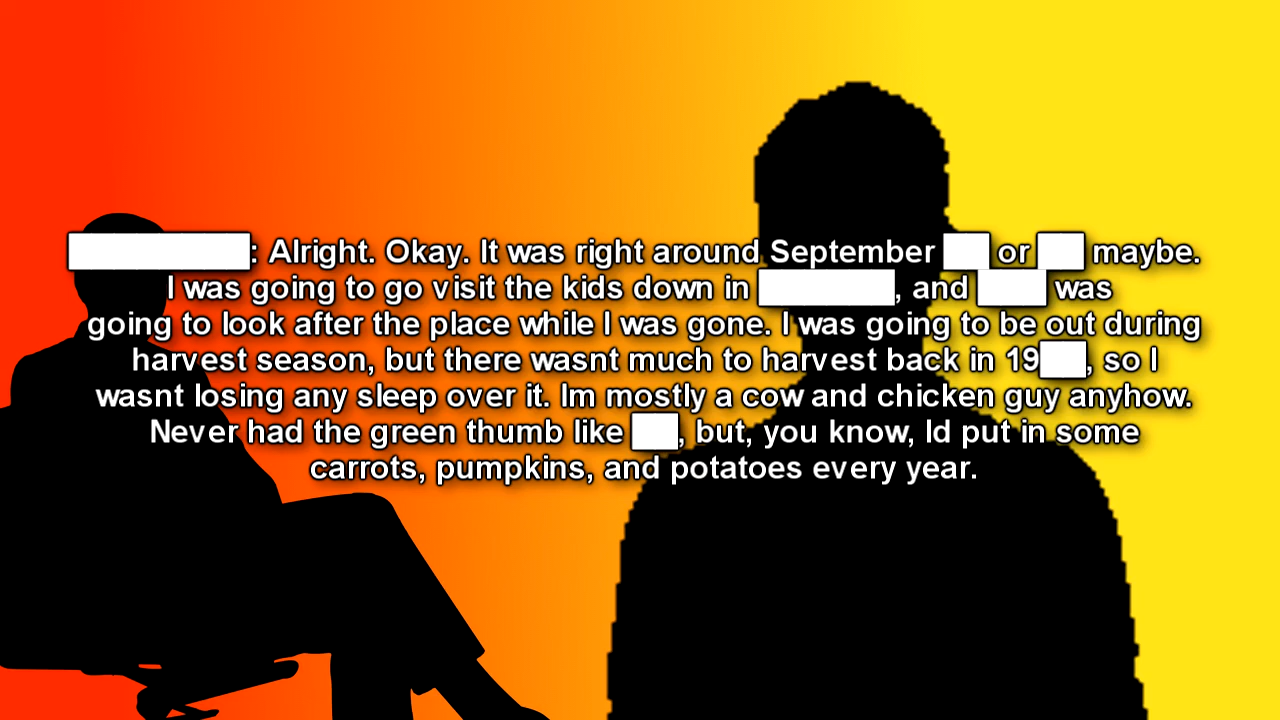 : Alright. Okay. It was right around September or maybe.
I was going to go visit the kids down in , and was
going to look after the place while I was gone. I was going to be out during
harvest season, but there wasnt much to harvest back in 19 , so I
wasnt losing any sleep over it. Im mostly a cow and chicken guy anyhow.
Never had the green thumb like , but, you know, Id put in some
carrots, pumpkins, and potatoes every year.